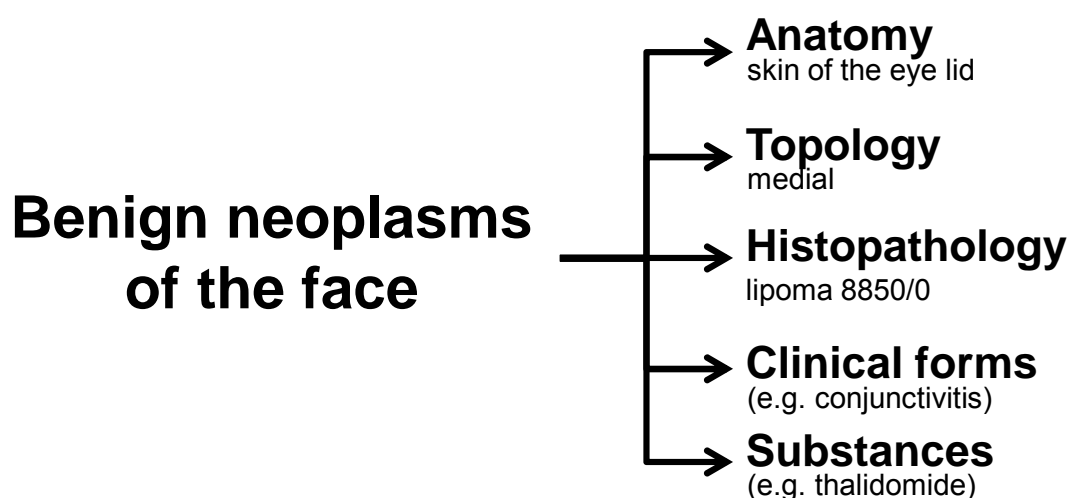 Benign neoplasms
of the face
Anatomy
skin of the eye lid
Topology
medial
Histopathology
lipoma 8850/0
Clinical forms
(e.g. conjunctivitis)
Substances
(e.g. thalidomide)